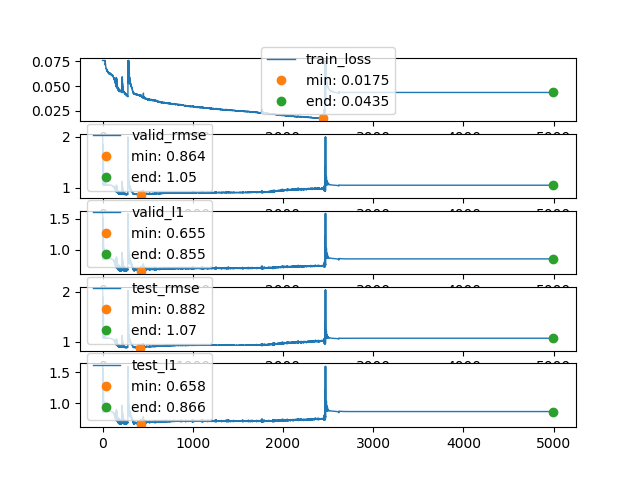 0.075
0.050
0.025
train_loss
min: 0.0175
end: 0.0435
2
1
valid_rmse
min: 0.864
end: 1.05
1.5
1.0
valid_l1
min: 0.655
end: 0.855
2
1
test_rmse
min: 0.882
end: 1.07
1.5
1.0
test_l1
min: 0.658
end: 0.866
0 1000 2000 3000 4000 5000